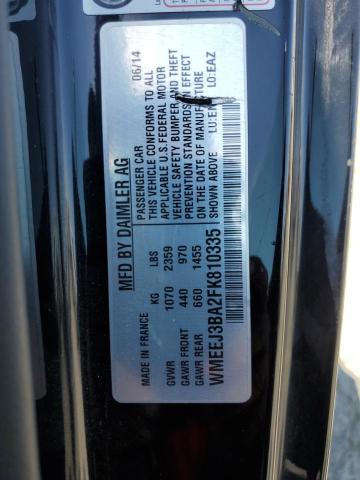 MFD BY DAIMLER AG
06/14
PASSENGER CAR
THIS VEHICLE CONFORMS TO ALL
APPLICABLE U.S.FEDERAL MOTOR
VEHICLE SAFETY BUMPER, AND THEFT
PREVENTION STANDARDS IN EFFECT
ON THE DATE OF MANUFACTURE
SHOWN ABOVE LU:EN LO:EAZ
MADE IN FRANCE KG LBS
GVWR 1070 2359
GAWR FRONT 440 970
GAWR REAR 660 1455
WMEEJ3BA2FK810335